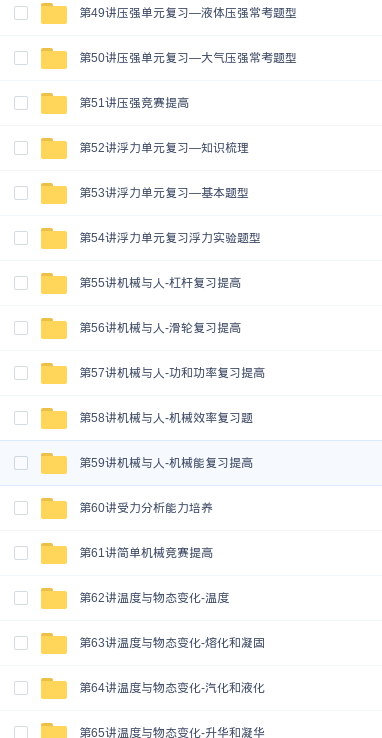 第49讲压强单元复习—液体压强常考题型
第50讲压强单元复习—大气压强常考题型
第51讲压强竞赛提高
第52讲浮力单元复习—知识梳理
第53讲浮力单元复习—基本题型
第54讲浮力单元复习浮力实验题型
第55讲机械与人-杠杆复习提高
第56讲机械与人-滑轮复习提高
第57讲机械与人-功和功率复习提高
第58讲机械与人-机械效率复习题
第59讲机械与人-机械能复习提高
第60讲受力分析能力培养
第61讲简单机械竞赛提高
第62讲温度与物态变化-温度
第63讲温度与物态变化-熔化和凝固
第64讲温度与物态变化-汽化和液化
第65讲温度与物态变化-升华和凝华